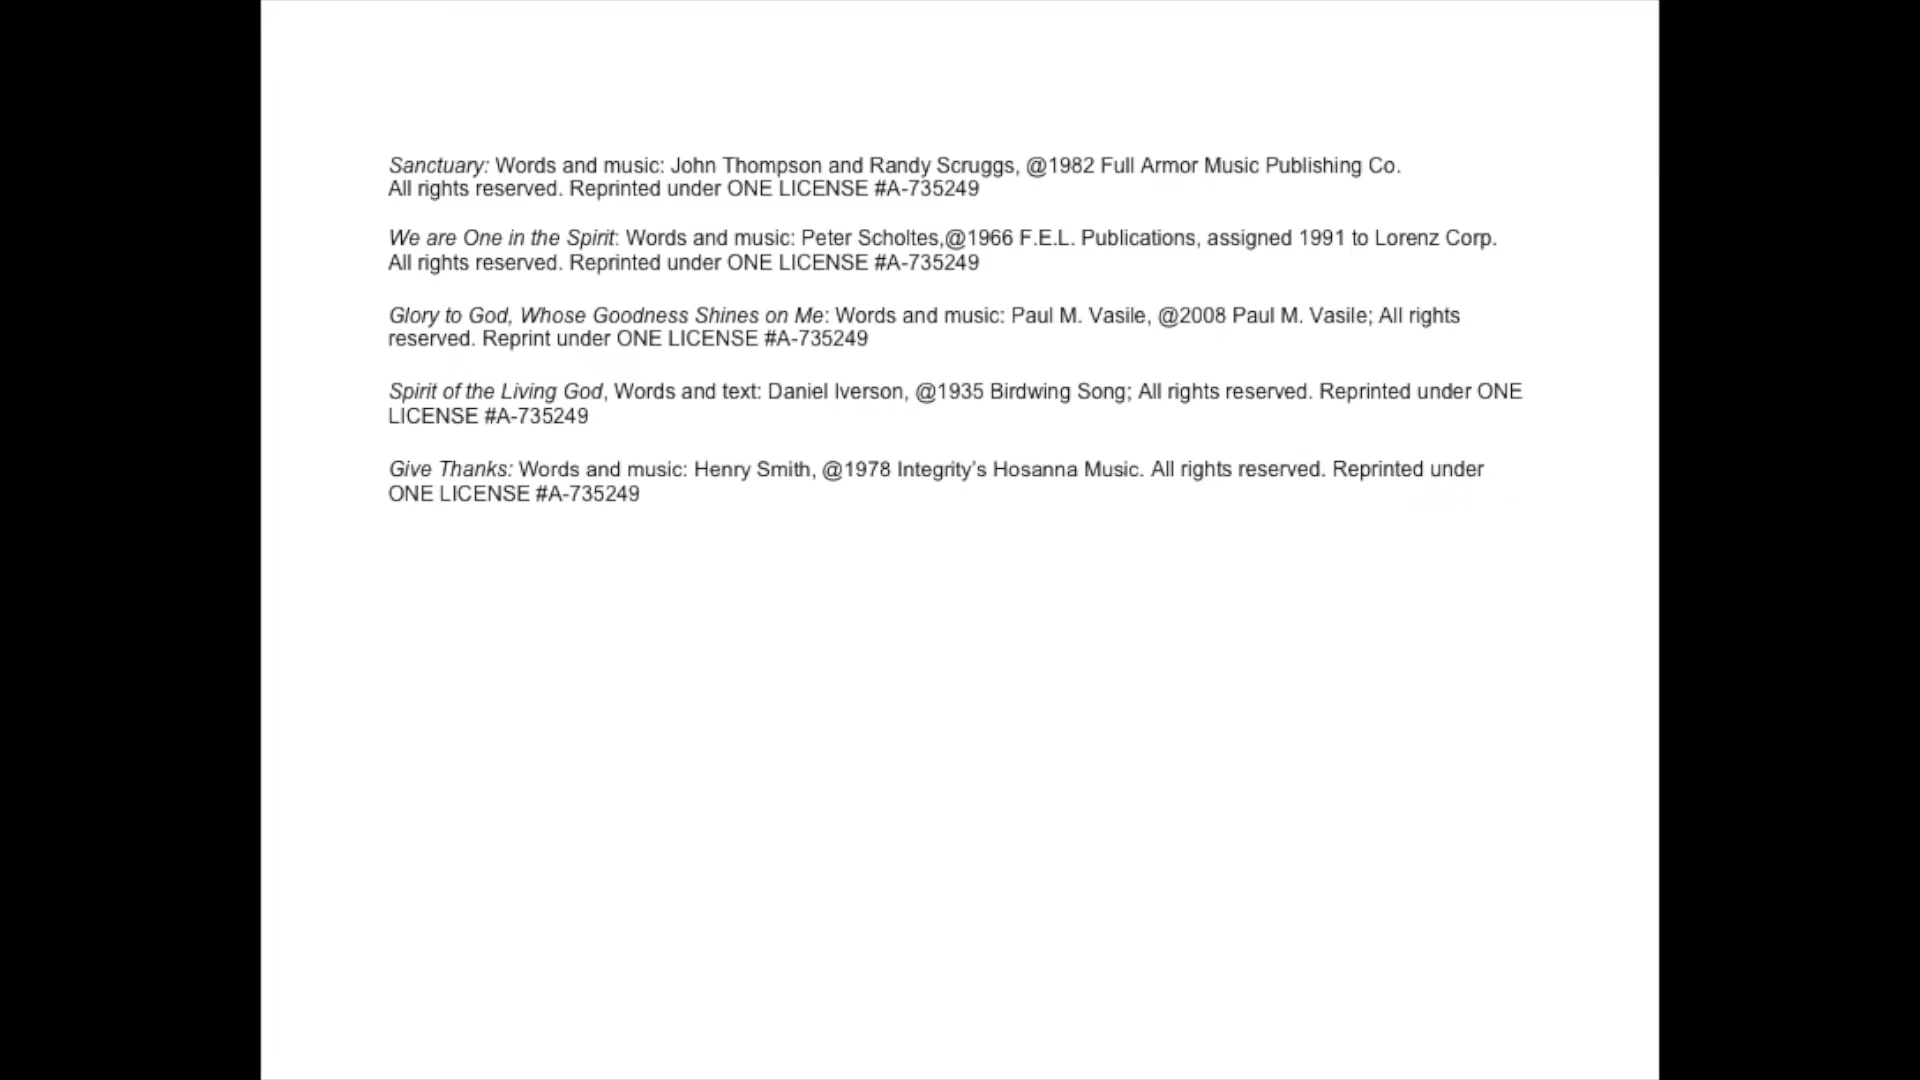 Sanctuary: Words and music: John Thompson and Randy Scruggs, @1982 Full Armor Music Publishing Co.
All rights reserved. Reprinted under ONE LICENSE #A-735249
We are One in the Spirit: Words and music: Peter Scholtes,@1966 F.E.L. Publications, assigned 1991 to Lorenz Corp.
All rights reserved. Reprinted under ONE LICENSE #A-735249
Glory to God, Whose Goodness Shines on Me: Words and music: Paul M. Vasile, @2008 Paul M. Vasile; All rights
reserved. Reprint under ONE LICENSE #A-735249
Spirit of the Living God, Words and text: Daniel Iverson, @1935 Birdwing Song; All rights reserved. Reprinted under ONE
LICENSE #A-735249
Give Thanks: Words and music: Henry Smith, @1978 Integrity's Hosanna Music. All rights reserved. Reprinted under
ONE LICENSE #A-735249